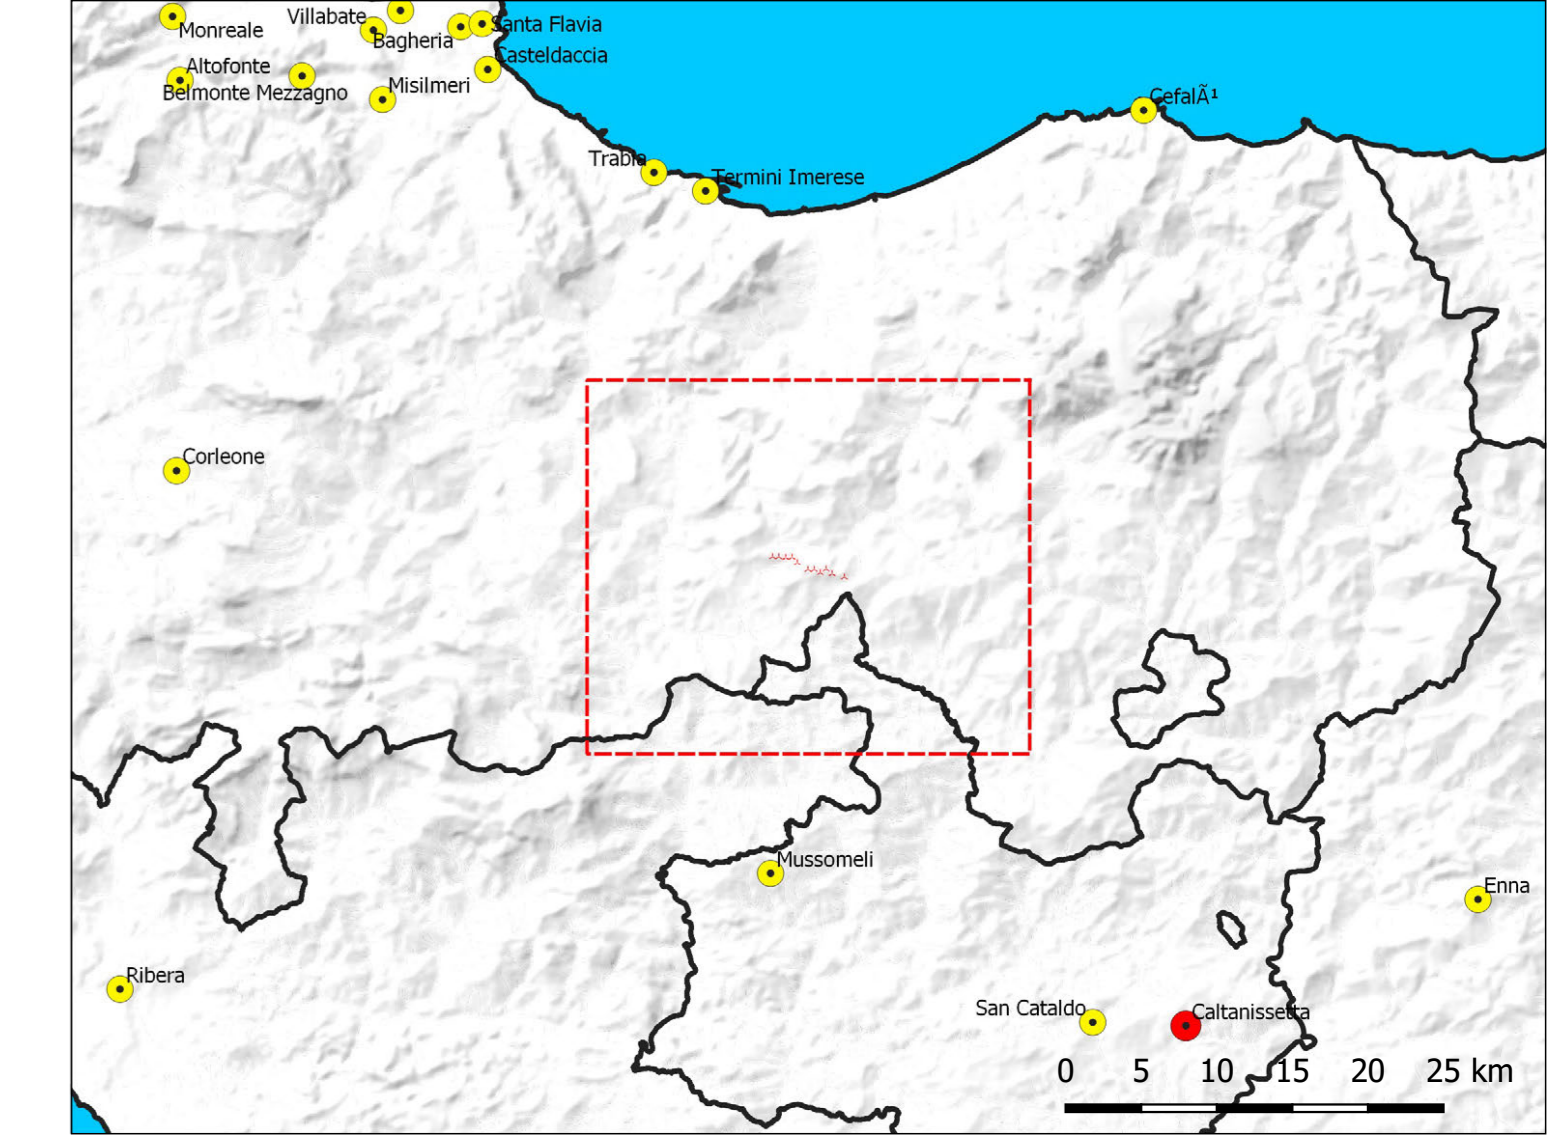 Villabate
Santa Flavia
Monreale
Bagheria
Casteldaccia
Altofonte
Belmonte Mezzagno
Misilmeri
CefalÃ¹
Trabia
Termini Imerese
Corleone
Mussomeli
Enna
Ribera
San Cataldo
Caltanissetta
0 5 10 15 20 25 km